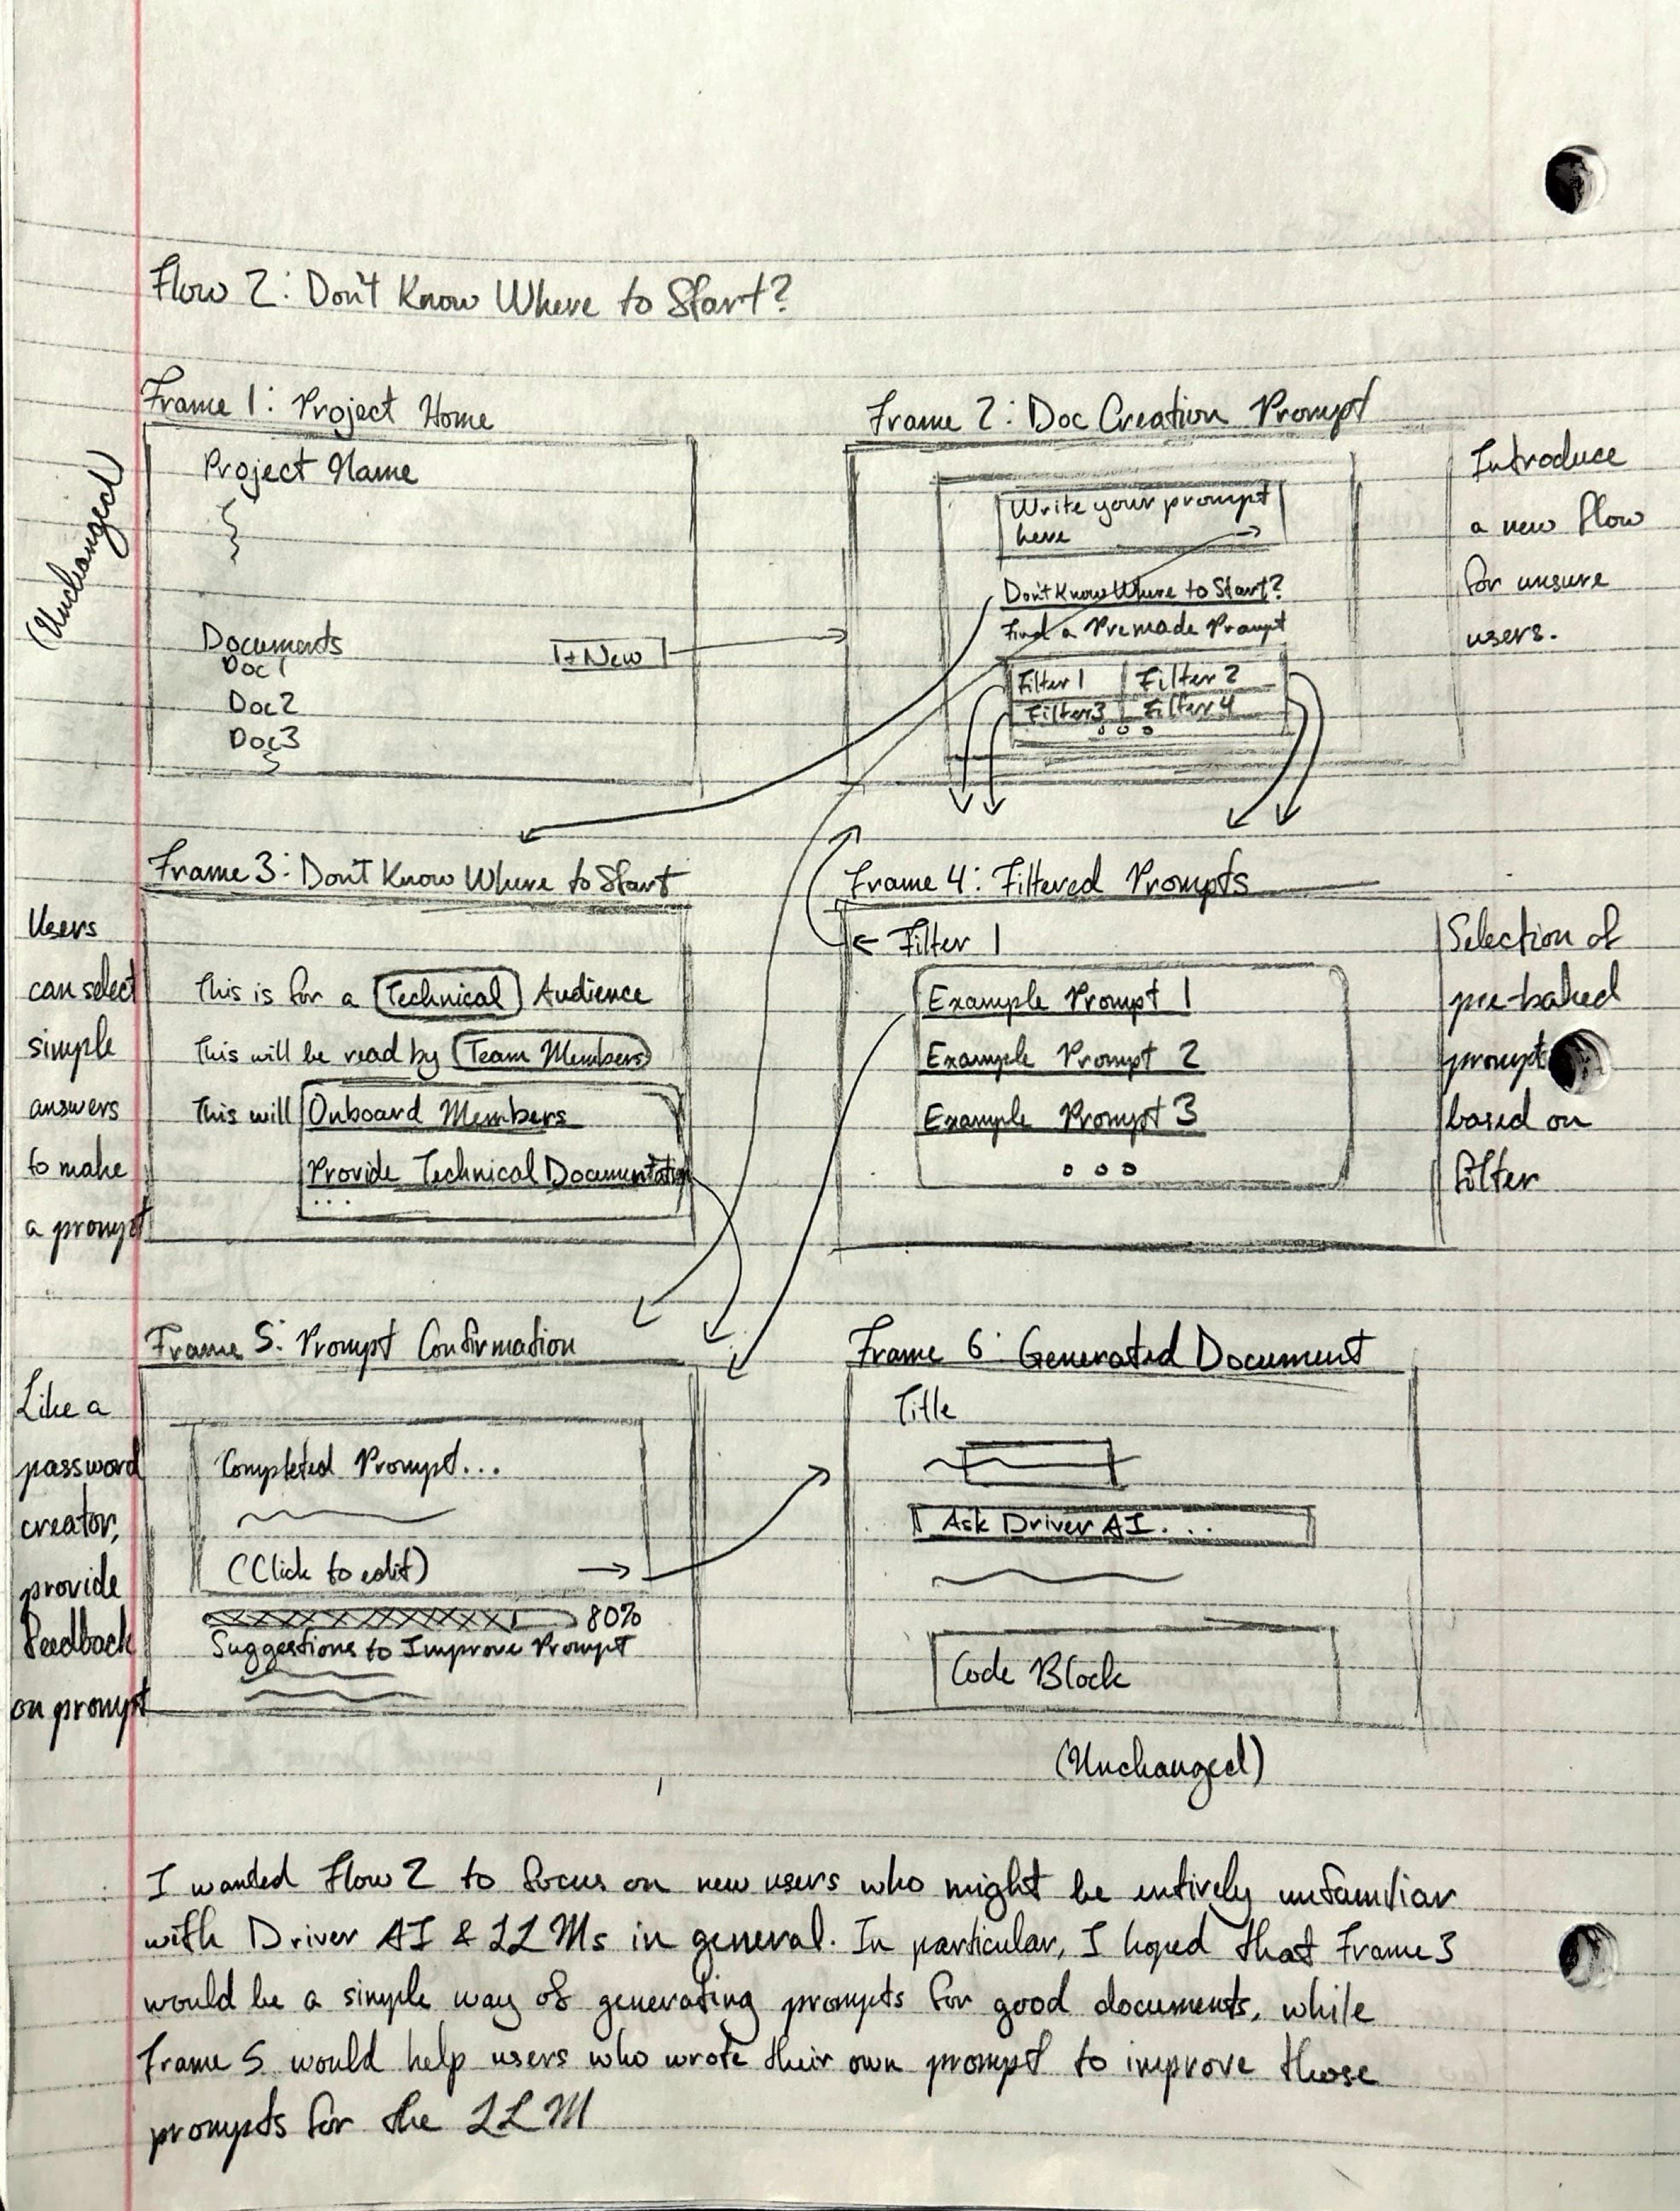 Flow 2: Don't Know Where to Start?
Frame 1: Project Home
(Unchanged)
Project Name
Documents
Doc1
Doc2
Doc3
+New
Frame 2: Doc Creation Prompt
Write your prompt
here →
Don't Know Where to Start?
Find a Premade Prompt
Filter 1 Filter 2
Filter 3 Filter 4
Introduce
a new flow
for unsure
users.
Frame 3: Don't Know Where to Start
Users
can select
simple
answers
to make
a prompt
This is for a Technical Audience
This will be read by Team Members
This will Onboard Members
Provide Technical Documentation
...
Frame 4: Filtered Prompts
← Filter 1
Example Prompt 1
Example Prompt 2
Example Prompt 3
Selection of
pre-baked
prompts
based on
filter
Frame 5: Prompt Confirmation
Like a
password
creator,
provide
feedback
on prompt
Completed Prompt...
(Click to edit) →
80%
Suggestions to Improve Prompt
Frame 6: Generated Document
Title
Ask Driver AI...
Code Block
(Unchanged)
I wanted Flow 2 to focus on new users who might be entirely unfamiliar
with Driver AI & LLMs in general. In particular, I hoped that Frame 3
would be a simple way of generating prompts for good documents, while
Frame 5 would help users who wrote their own prompt to improve those
prompts for the LLM